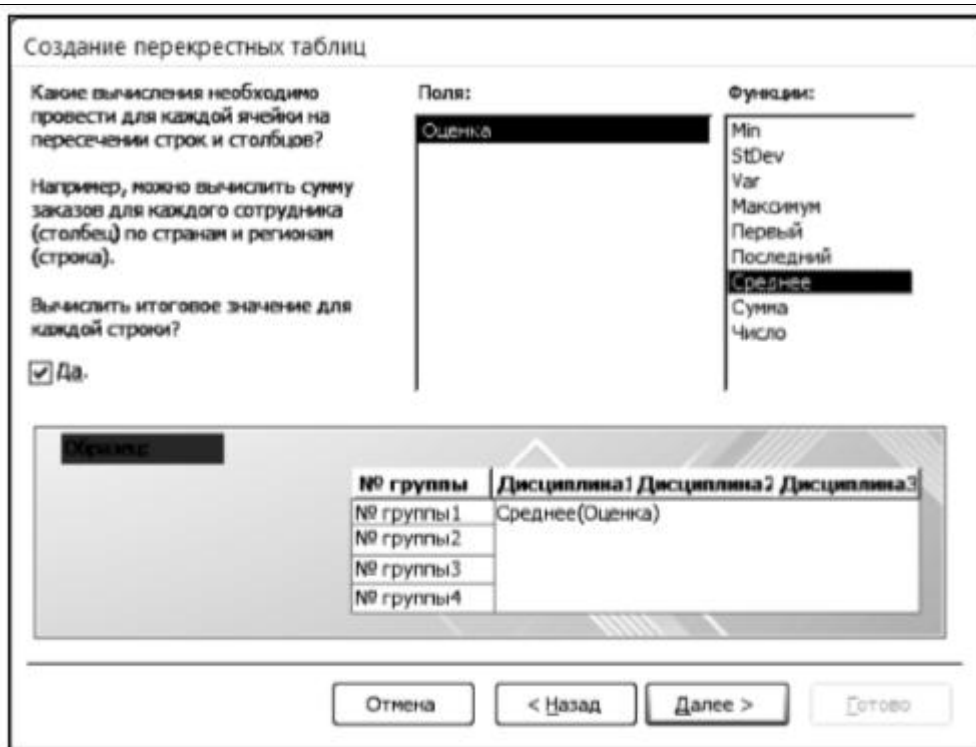 Создание перекрестных таблиц
Какие вычисления необходимо
провести для каждой ячейки на
пересечении строк и столбцов?
Например, можно вычислить сумму
заказов для каждого сотрудника
(столбец) по странам и регионам
(строка).
Вычислить итоговое значение для
каждой строки?
Да.
Поля:
Оценка
Функции:
Min
StDev
Var
Максимум
Первый
Последний
Среднее
Сумма
Число
Образец:
№ группы Дисциплина1 Дисциплина2 Дисциплина3
№ группы1 Среднее(Оценка)
№ группы2
№ группы3
№ группы4
Отмена < Назад Далее > Готово